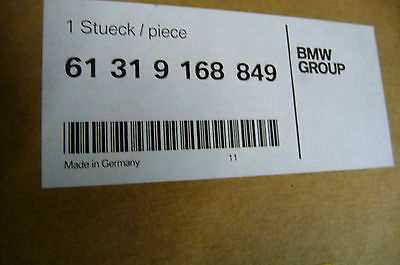 1 Stueck / piece
61 31 9 168 849
BMW
GROUP
Made in Germany
11